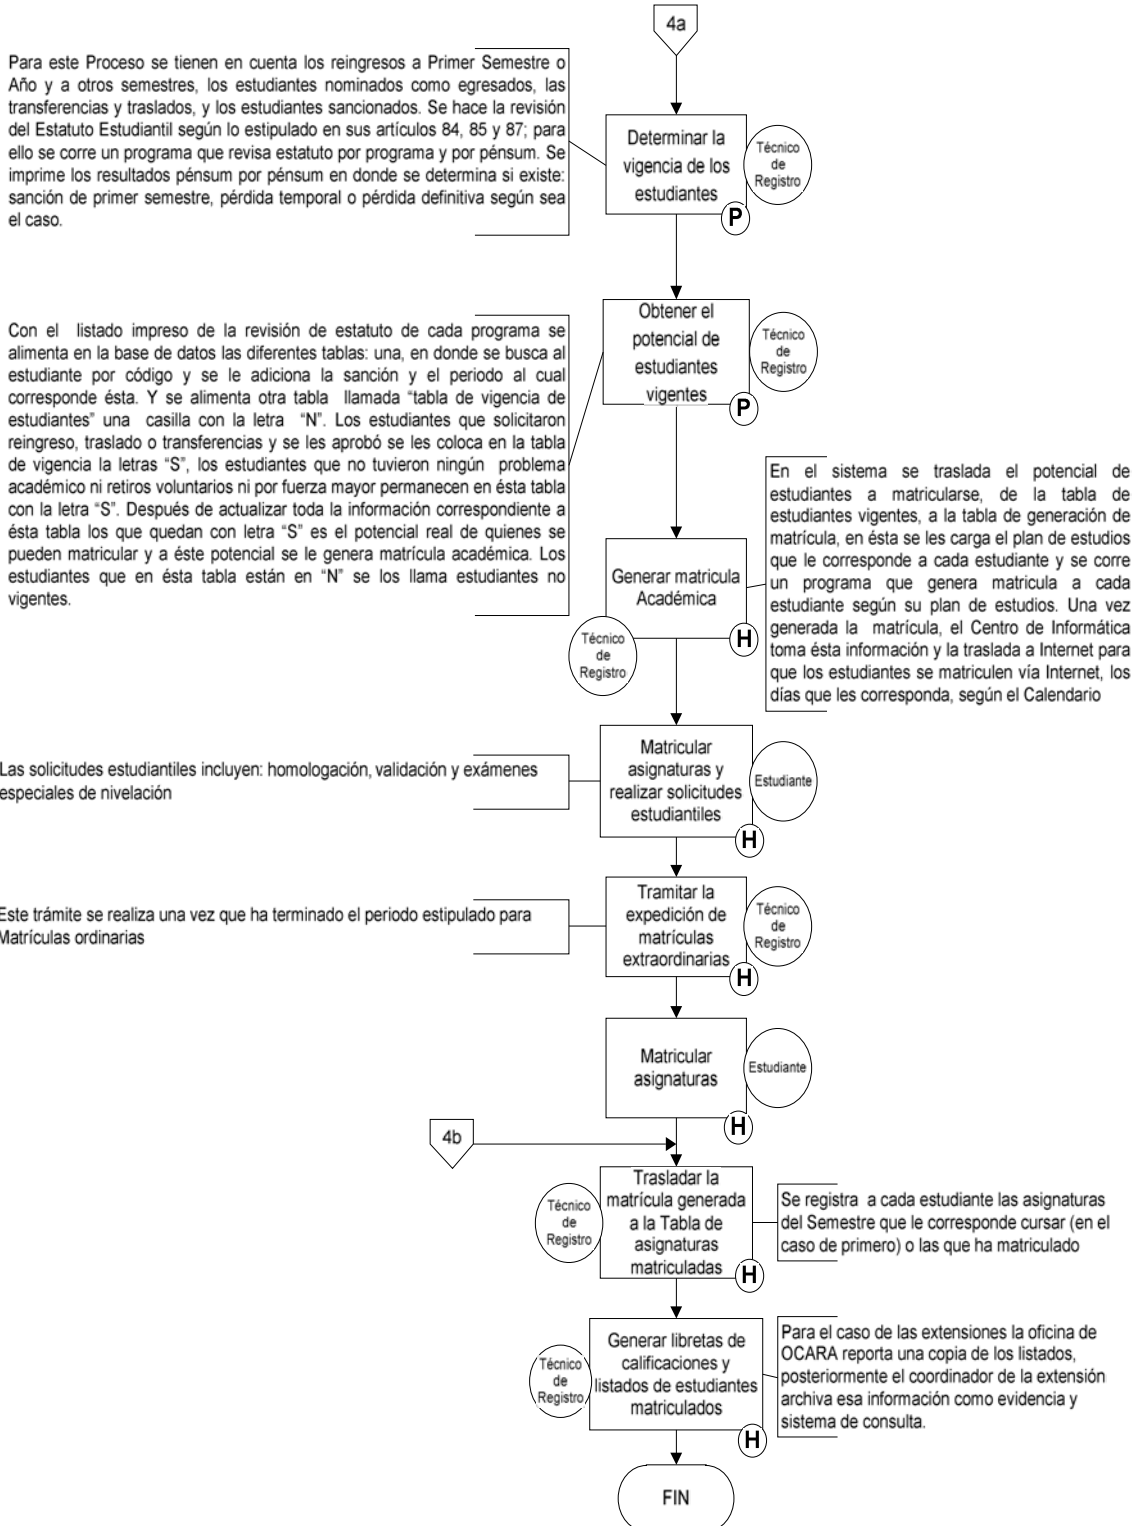 4a
Para este Proceso se tienen en cuenta los reingresos a Primer Semestre o
Año y a otros semestres, los estudiantes nominados como egresados, las
transferencias y traslados, y los estudiantes sancionados. Se hace la revisión
del Estatuto Estudiantil según lo estipulado en sus artículos 84, 85 y 87; para
ello se corre un programa que revisa estatuto por programa y por pénsum. Se
imprime los resultados pénsum por pénsum en donde se determina si existe:
sanción de primer semestre, pérdida temporal o pérdida definitiva según sea
el caso.
Determinar la
vigencia de los
estudiantes
Técnico
de
Registro
P
Con el listado impreso de la revisión de estatuto de cada programa se
alimenta en la base de datos las diferentes tablas: una, en donde se busca al
estudiante por código y se le adiciona la sanción y el periodo al cual
corresponde ésta. Y se alimenta otra tabla llamada “tabla de vigencia de
estudiantes” una casilla con la letra “N”. Los estudiantes que solicitaron
reingreso, traslado o transferencias y se les aprobó se les coloca en la tabla
de vigencia la letras “S”, los estudiantes que no tuvieron ningún problema
académico ni retiros voluntarios ni por fuerza mayor permanecen en ésta tabla
con la letra “S”. Después de actualizar toda la información correspondiente a
ésta tabla los que quedan con letra “S” es el potencial real de quienes se
pueden matricular y a éste potencial se le genera matrícula académica. Los
estudiantes que en ésta tabla están en “N” se los llama estudiantes no
vigentes.
Obtener el
potencial de
estudiantes
vigentes
Técnico
de
Registro
P
Generar matricula
Académica
Técnico
de
Registro
H
En el sistema se traslada el potencial de
estudiantes a matricularse, de la tabla de
estudiantes vigentes, a la tabla de generación de
matrícula, en ésta se les carga el plan de estudios
que le corresponde a cada estudiante y se corre
un programa que genera matricula a cada
estudiante según su plan de estudios. Una vez
generada la matrícula, el Centro de Informática
toma ésta información y la traslada a Internet para
que los estudiantes se matriculen vía Internet, los
días que les corresponda, según el Calendario
Las solicitudes estudiantiles incluyen: homologación, validación y exámenes
especiales de nivelación
Matricular
asignaturas y
realizar solicitudes
estudiantiles
Estudiante
H
Este trámite se realiza una vez que ha terminado el periodo estipulado para
Matrículas ordinarias
Tramitar la
expedición de
matrículas
extraordinarias
Técnico
de
Registro
H
Matricular
asignaturas
Estudiante
H
4b
Técnico
de
Registro
Trasladar la
matrícula generada
a la Tabla de
asignaturas
matriculadas
H
Se registra a cada estudiante las asignaturas
del Semestre que le corresponde cursar (en el
caso de primero) o las que ha matriculado
Técnico
de
Registro
Generar libretas de
calificaciones y
listados de estudiantes
matriculados
H
Para el caso de las extensiones la oficina de
OCARA reporta una copia de los listados,
posteriormente el coordinador de la extensión
archiva esa información como evidencia y
sistema de consulta.
FIN